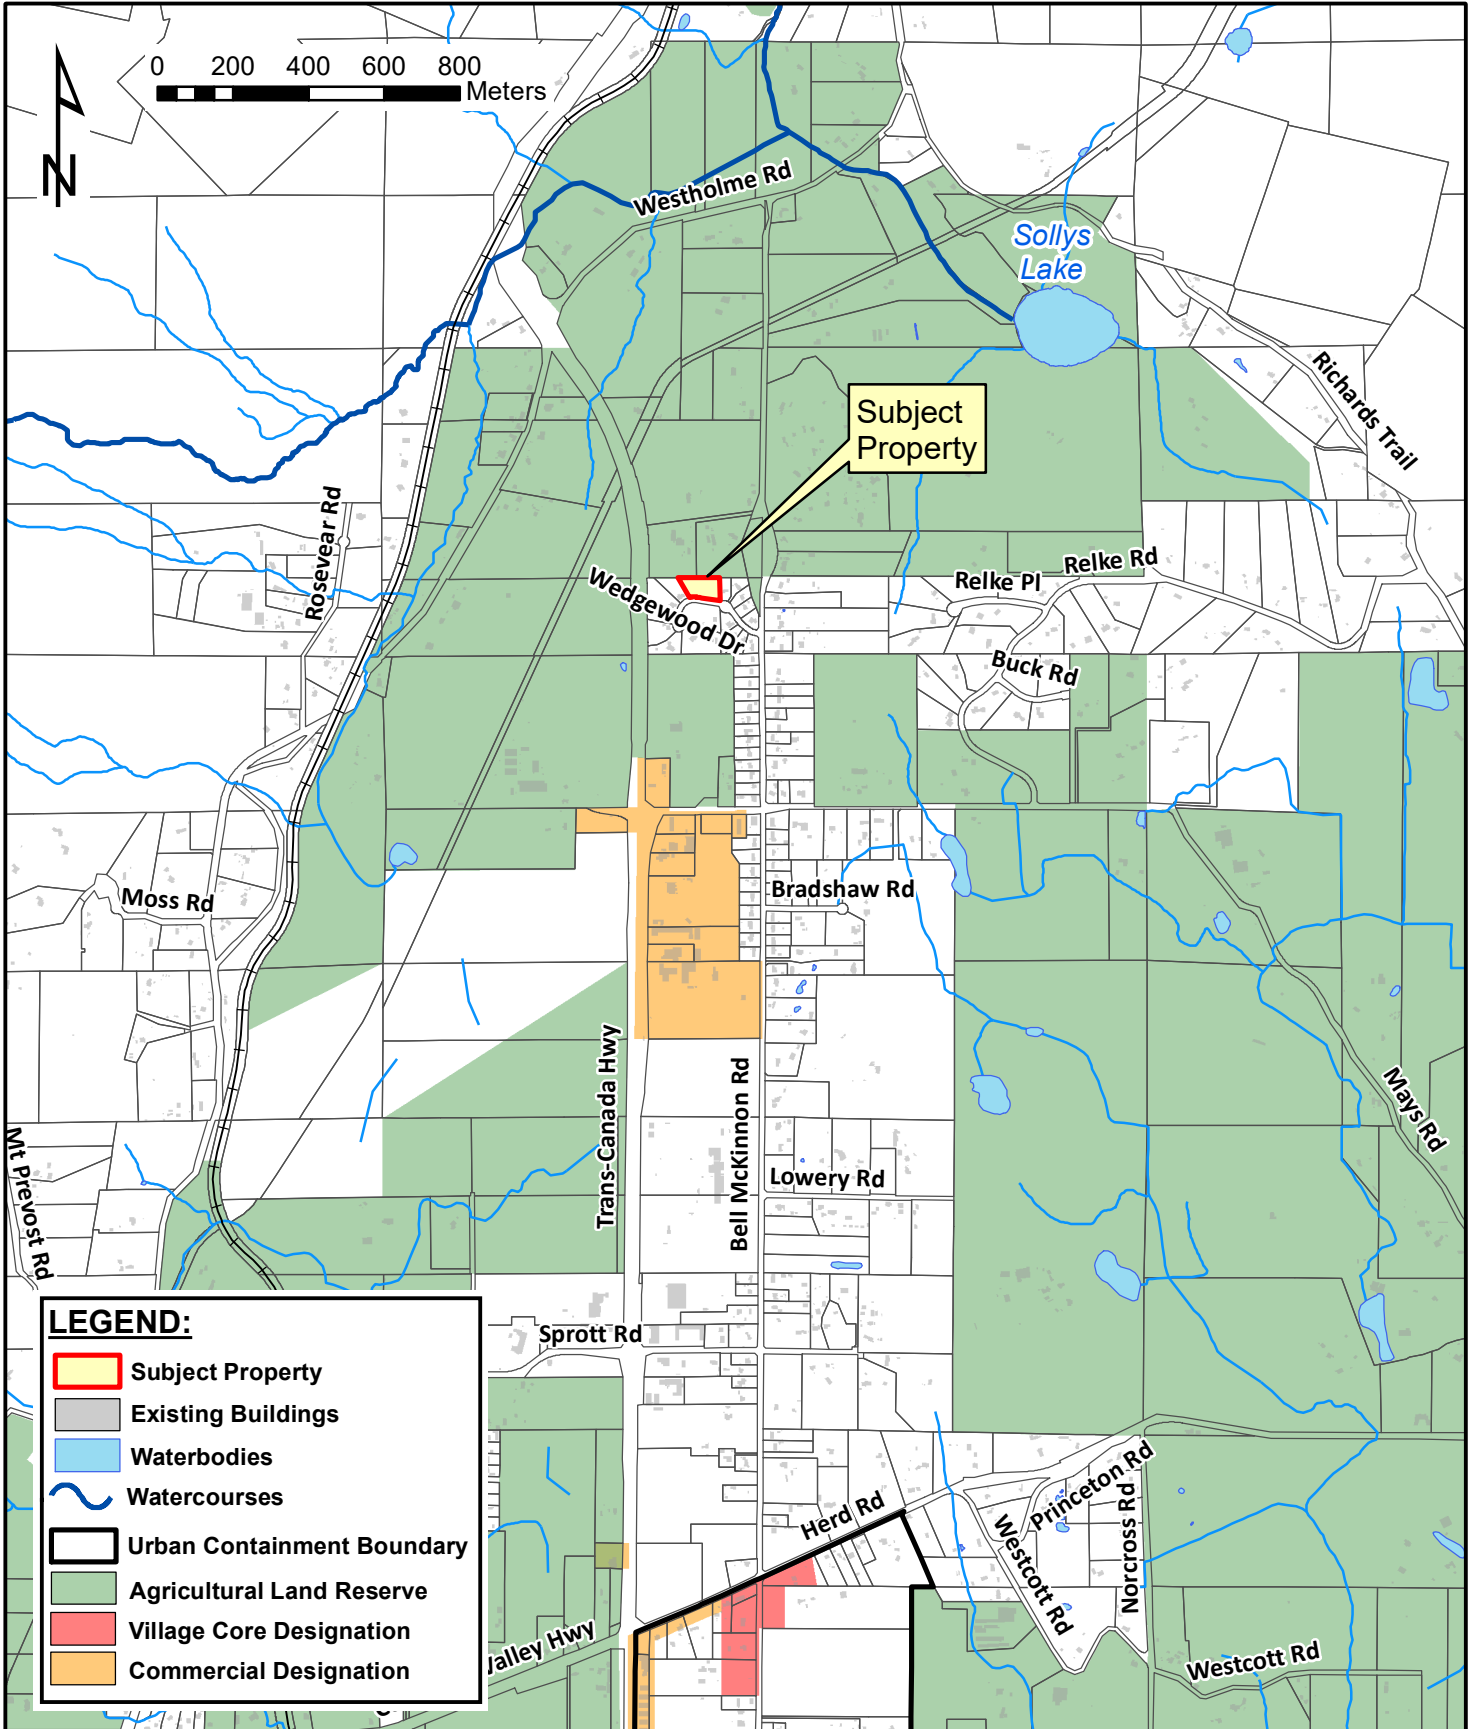 0 200 400 600 800
Meters
N
Westholme Rd
Sollys
Lake
Subject
Property
Richards Trail
Rosevear Rd
Wedgewood Dr
Relke Pl
Relke Rd
Buck Rd
Moss Rd
Bradshaw Rd
Trans-Canada Hwy
Bell McKinnon Rd
Mays Rd
Mt Prevost Rd
Lowery Rd
Sprott Rd
Herd Rd
Princeton Rd
Westcott Rd
Norcross Rd
Westcott Rd
Valley Hwy
LEGEND:
Subject Property
Existing Buildings
Waterbodies
Watercourses
Urban Containment Boundary
Agricultural Land Reserve
Village Core Designation
Commercial Designation